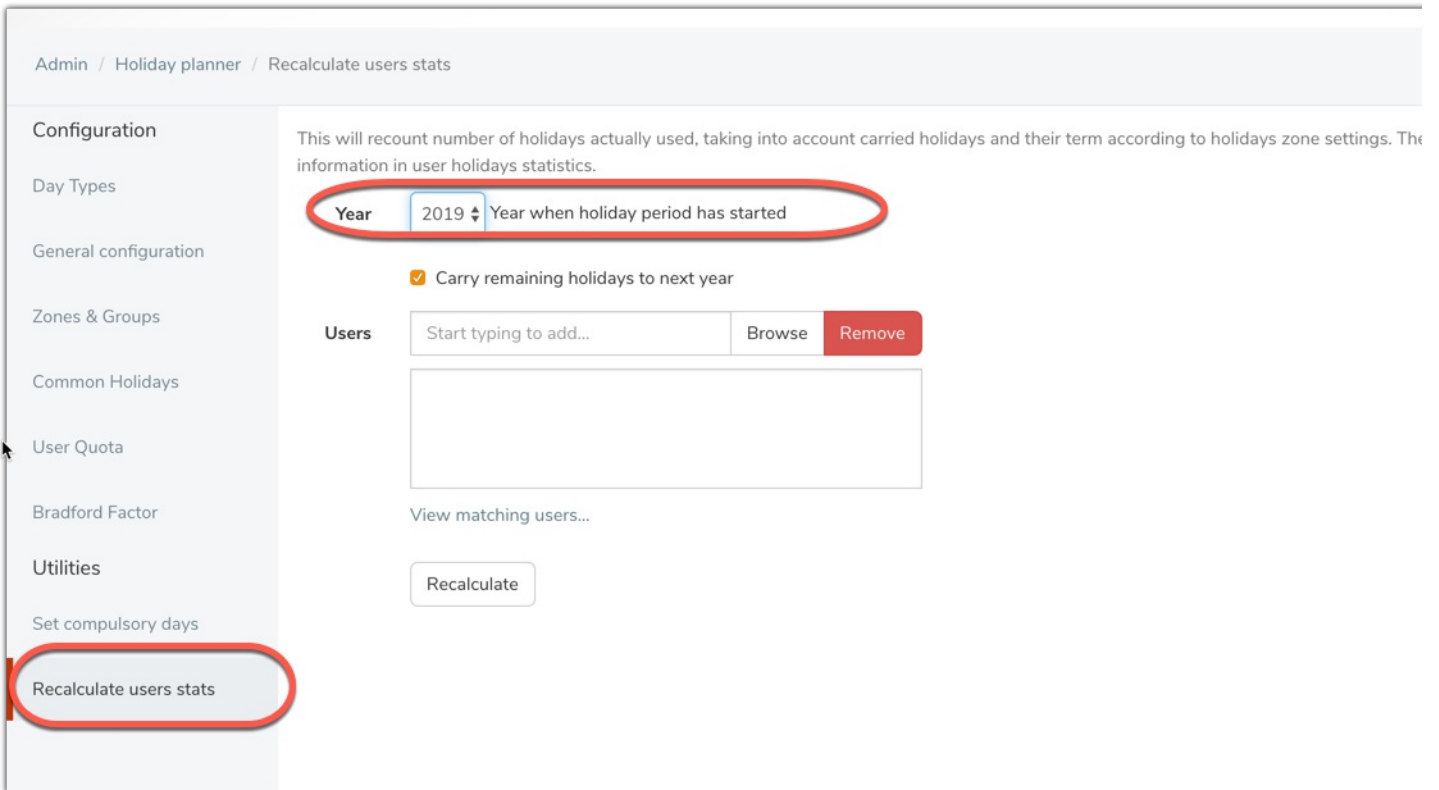 Admin / Holiday planner / Recalculate users stats
Configuration
Day Types
General configuration
Zones & Groups
Common Holidays
User Quota
Bradford Factor
Utilities
Set compulsory days
Recalculate users stats
This will recount number of holidays actually used, taking into account carried holidays and their term according to holidays zone settings. The
information in user holidays statistics.
Year 2019 Year when holiday period has started
Carry remaining holidays to next year
Users Start typing to add... Browse Remove
View matching users...
Recalculate